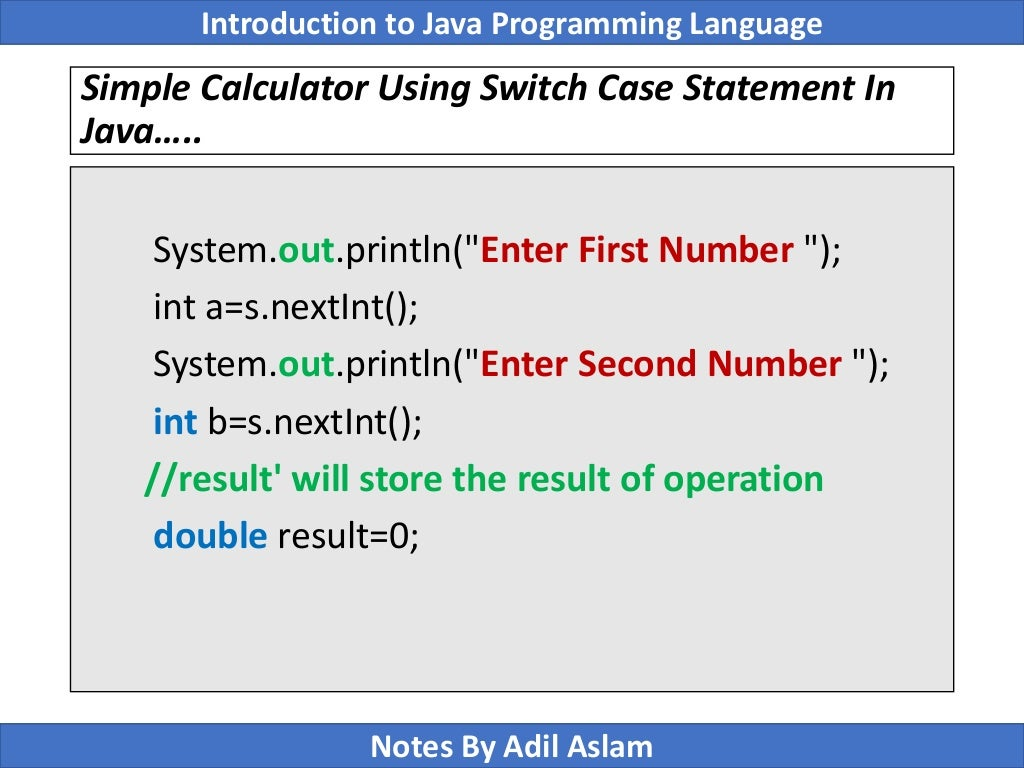 Introduction to Java Programming Language
Simple Calculator Using Switch Case Statement In
Java…..
System.out.println("Enter First Number ");
int a=s.nextInt();
System.out.println("Enter Second Number ");
int b=s.nextInt();
//result' will store the result of operation
double result=0;
Notes By Adil Aslam